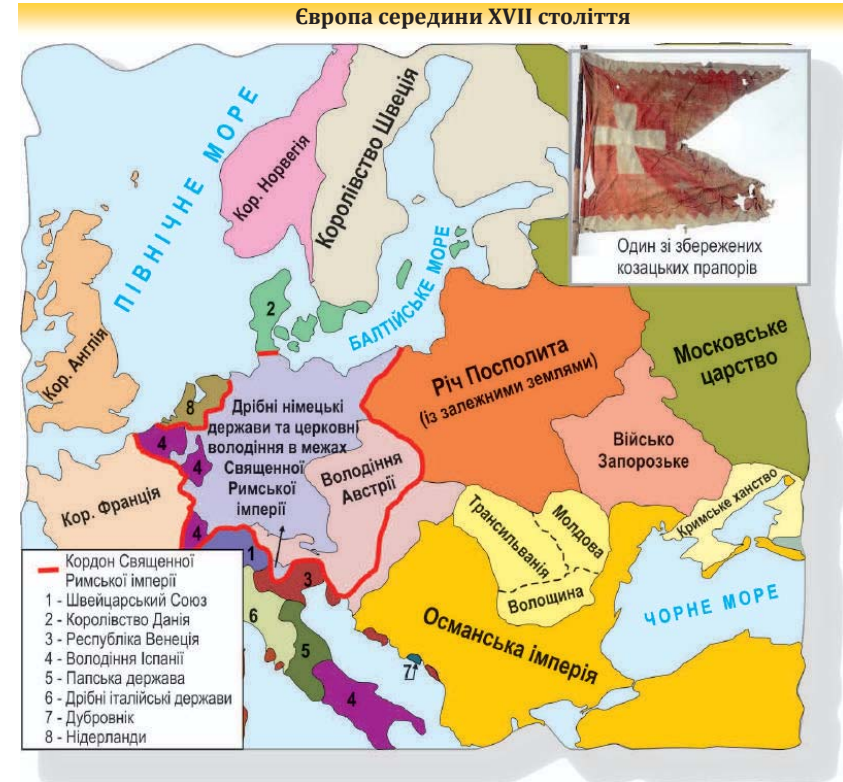 Європа середини XVII століття
ПІВНІЧНЕ МОРЕ
Кор. Норвегія
Королівство Швеція
Один зі збережених
козацьких прапорів
2
БАЛТІЙСЬКЕ МОРЕ
Московське
царство
Кор. Англія
Річ Посполита
(із залежними землями)
8
Дрібні німецькі
держави та церковні
володіння в межах
Священної
Римської
імперії
4
4
Володіння
Австрії
Військо
Запорозьке
Кор. Франція
Трансильванія
Молдова
Кримське ханство
4
1
3
Волощина
ЧОРНЕ МОРЕ
6
Османська імперія
5
7
4
Кордон Священної
Римської імперії
1 - Швейцарський Союз
2 - Королівство Данія
3 - Республіка Венеція
4 - Володіння Іспанії
5 - Папська держава
6 - Дрібні італійські держави
7 - Дубровнік
8 - Нідерланди